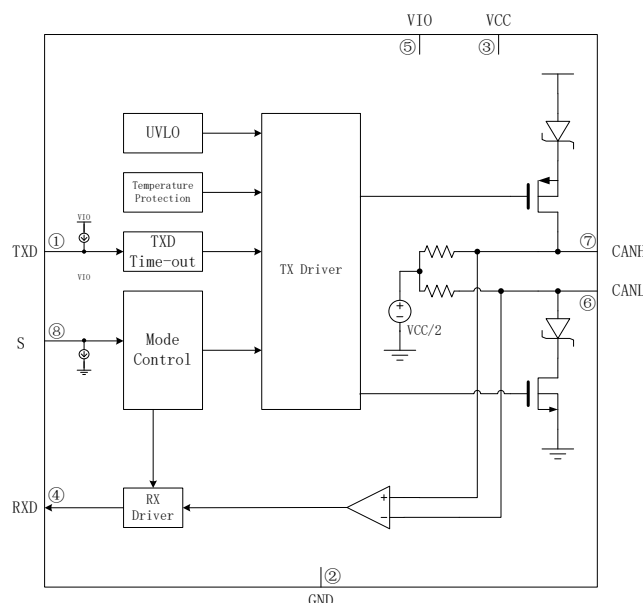 VIO
VCC
⑤
③
UVLO
Temperature
Protection
VIO
TXD
①
TXD
Time-out
TX Driver
⑦
CANH
VIO
⑥
CANL
S
⑧
Mode
Control
+
−
VCC/2
RXD
④
RX
Driver
+
−
②
GND